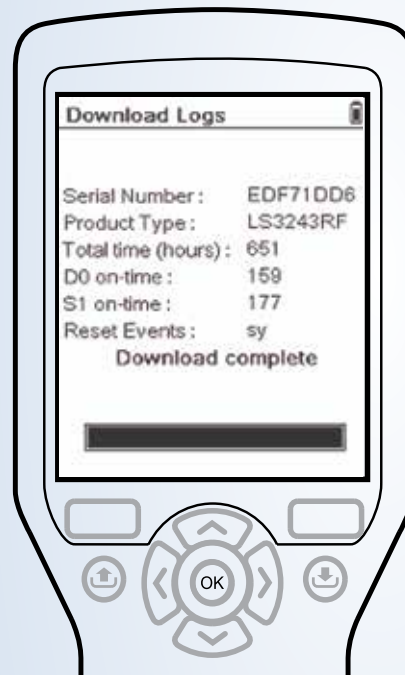 Download Logs
Serial Number : EDF71DD6
Product Type : LS3243RF
Total time (hours) : 651
D0 on-time : 159
S1 on-time : 177
Reset Events : sy
Download complete
OK